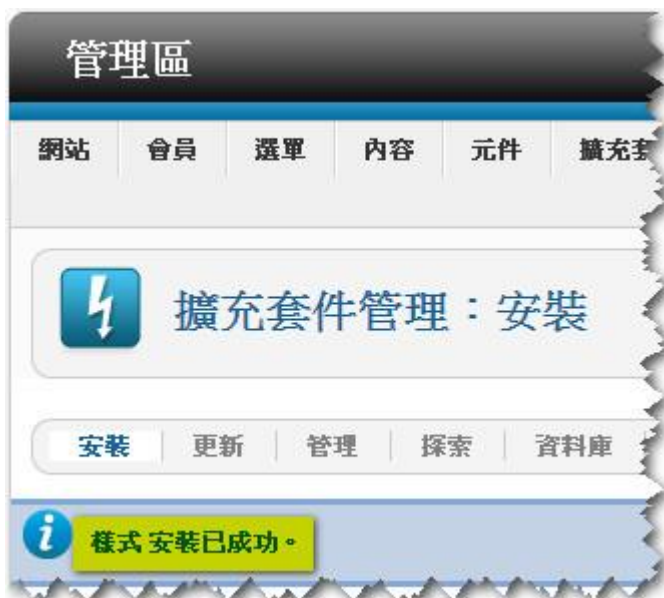 管理區
網站 會員 選單 內容 元件 擴充套
擴充套件管理：安裝
安裝 更新 管理 探索 資料庫
樣式 安裝已成功。